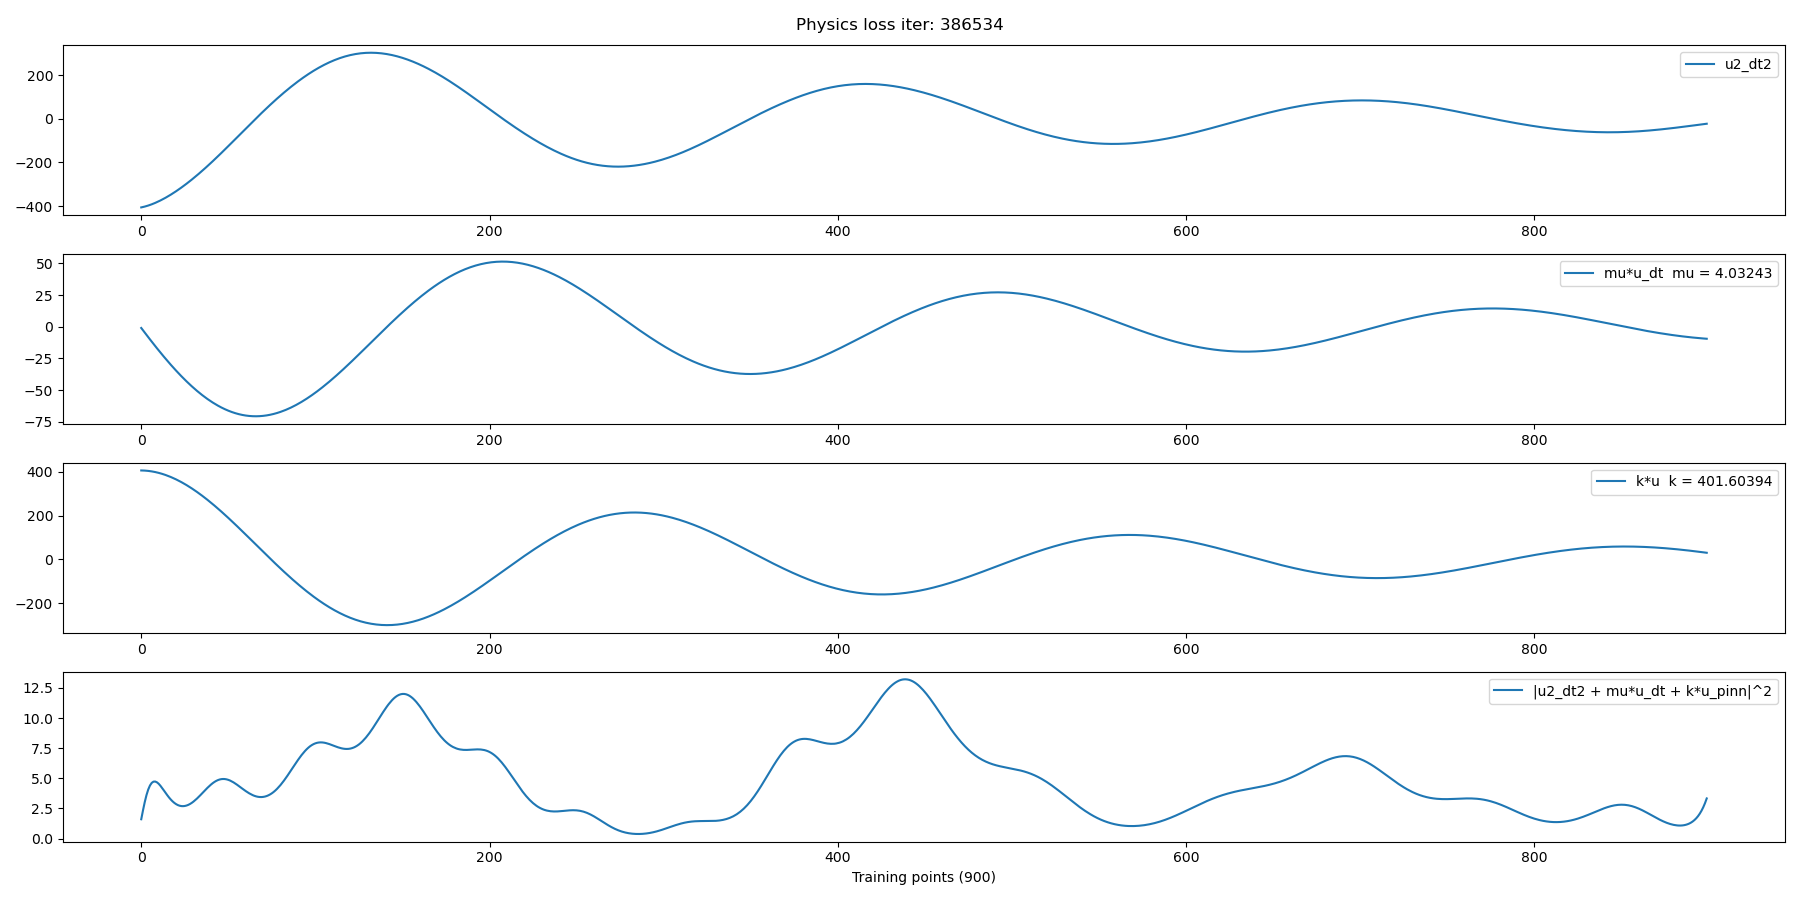 Physics loss iter: 386534
u2_dt2
200
0
−200
−400
0 200 400 600 800
mu*u_dt mu = 4.03243
50
25
0
−25
−50
−75
0 200 400 600 800
k*u k = 401.60394
400
200
0
−200
0 200 400 600 800
|u2_dt2 + mu*u_dt + k*u_pinn|^2
12.5
10.0
7.5
5.0
2.5
0.0
0 200 400 600 800
Training points (900)